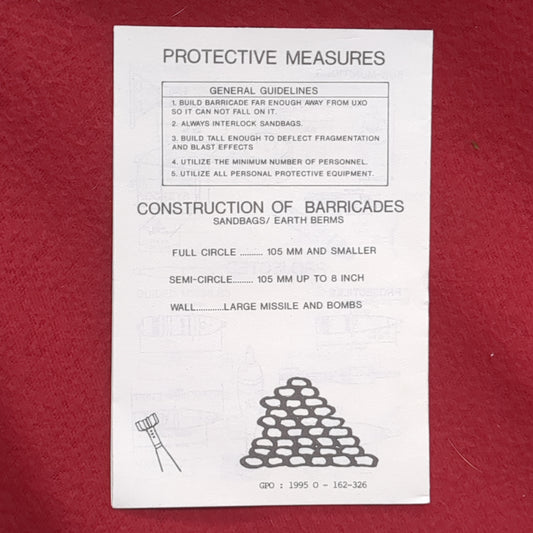 PROTECTIVE MEASURES
GENERAL GUIDELINES
1. BUILD BARRICADE FAR ENOUGH AWAY FROM UXO
SO IT CAN NOT FALL ON IT.
2. ALWAYS INTERLOCK SANDBAGS.
3. BUILD TALL ENOUGH TO DEFLECT FRAGMENTATION
AND BLAST EFFECTS
4. UTILIZE THE MINIMUM NUMBER OF PERSONNEL.
5. UTILIZE ALL PERSONAL PROTECTIVE EQUIPMENT.
CONSTRUCTION OF BARRICADES
SANDBAGS/ EARTH BERMS
FULL CIRCLE .......... 105 MM AND SMALLER
SEMI-CIRCLE....... 105 MM UP TO 8 INCH
WALL...........LARGE MISSILE AND BOMBS
GPO : 1995 O - 162-326